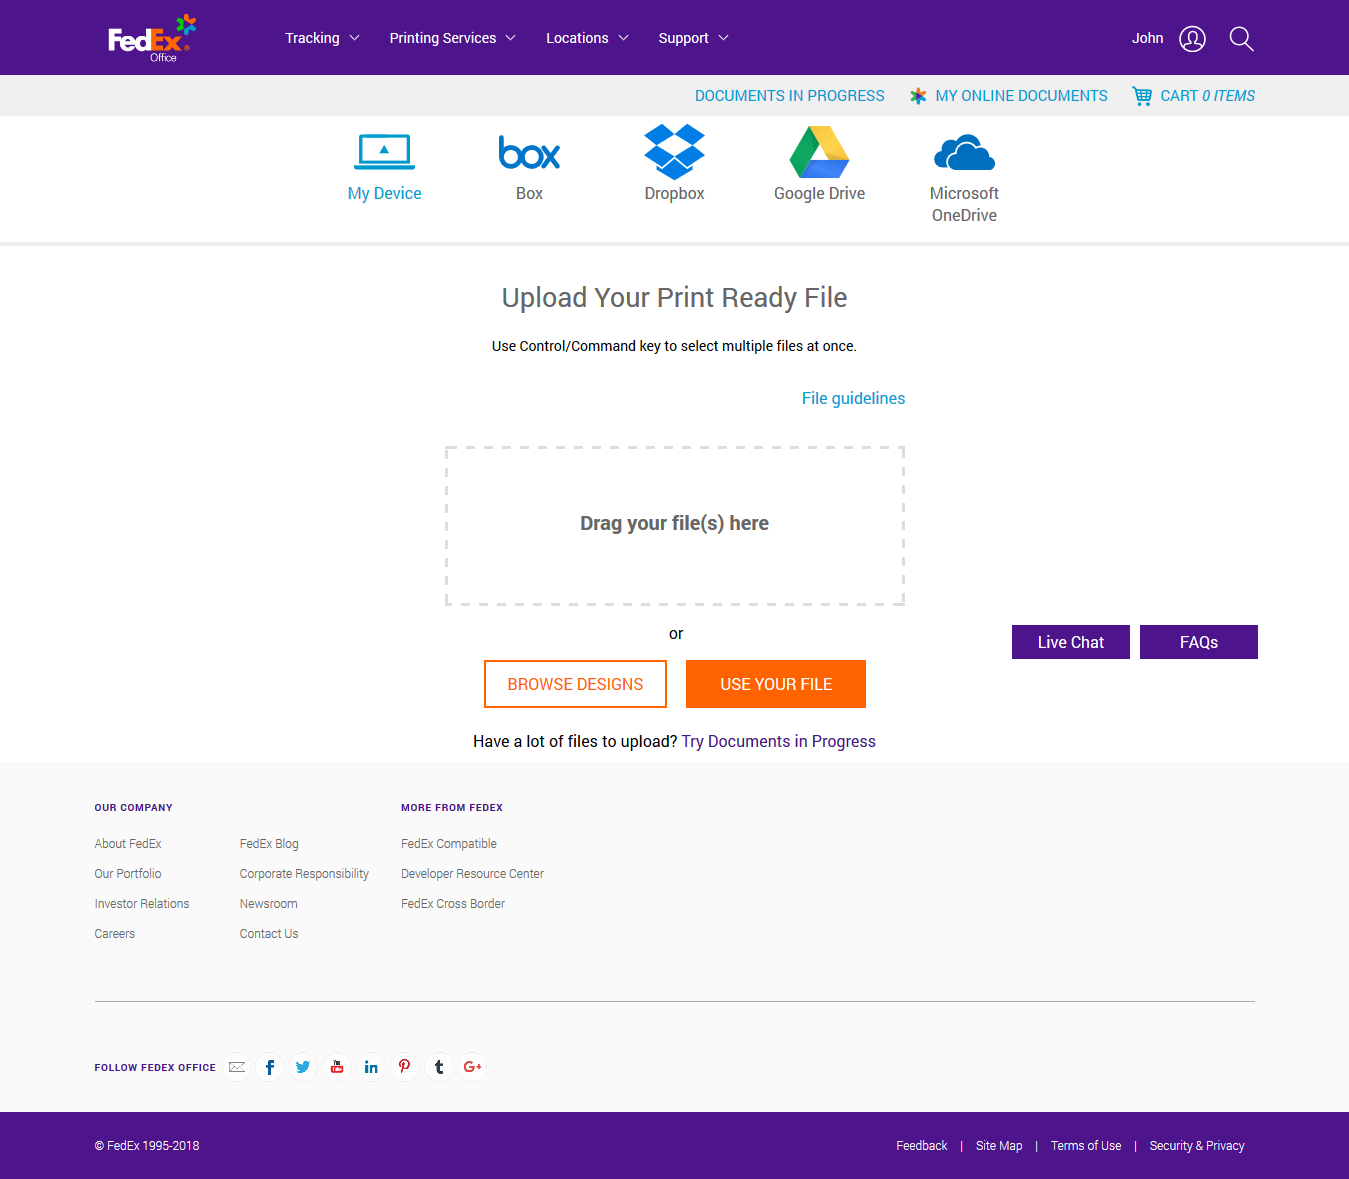 FedEx Office
Tracking Printing Services Locations Support John
DOCUMENTS IN PROGRESS MY ONLINE DOCUMENTS CART 0 ITEMS
box
My Device Box Dropbox Google Drive Microsoft OneDrive
Upload Your Print Ready File
Use Control/Command key to select multiple files at once.
File guidelines
Drag your file(s) here
or
Live Chat FAQs
BROWSE DESIGNS USE YOUR FILE
Have a lot of files to upload? Try Documents in Progress
OUR COMPANY MORE FROM FEDEX
About FedEx FedEx Blog FedEx Compatible
Our Portfolio Corporate Responsibility Developer Resource Center
Investor Relations Newsroom FedEx Cross Border
Careers Contact Us
FOLLOW FEDEX OFFICE
© FedEx 1995-2018 Feedback | Site Map | Terms of Use | Security & Privacy